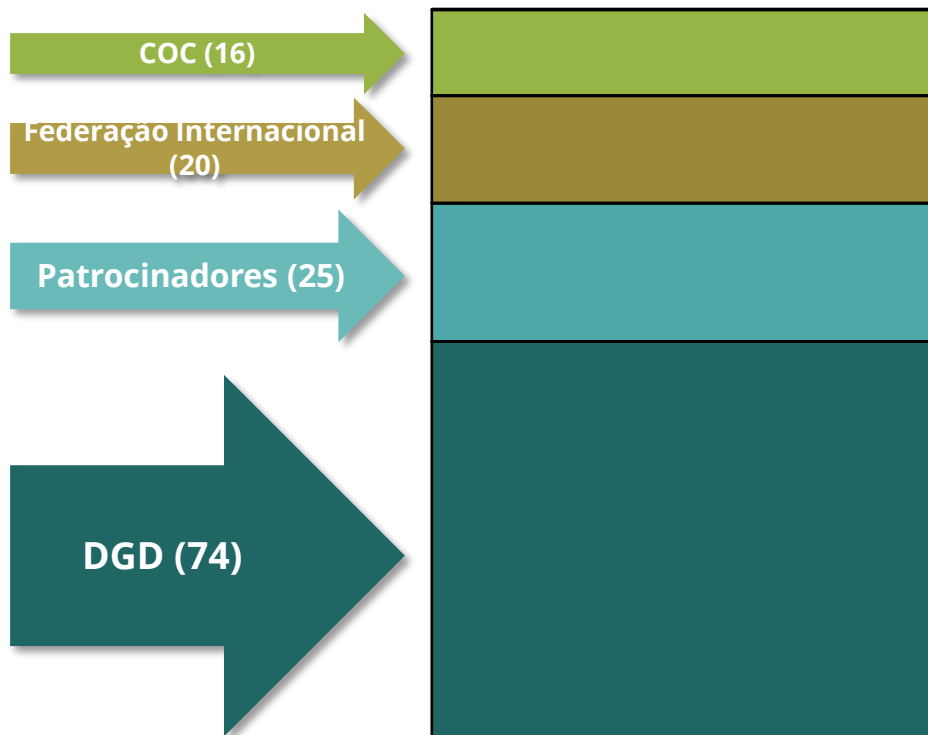 COC (16)
Federação Internacional
(20)
Patrocinadores (25)
DGD (74)